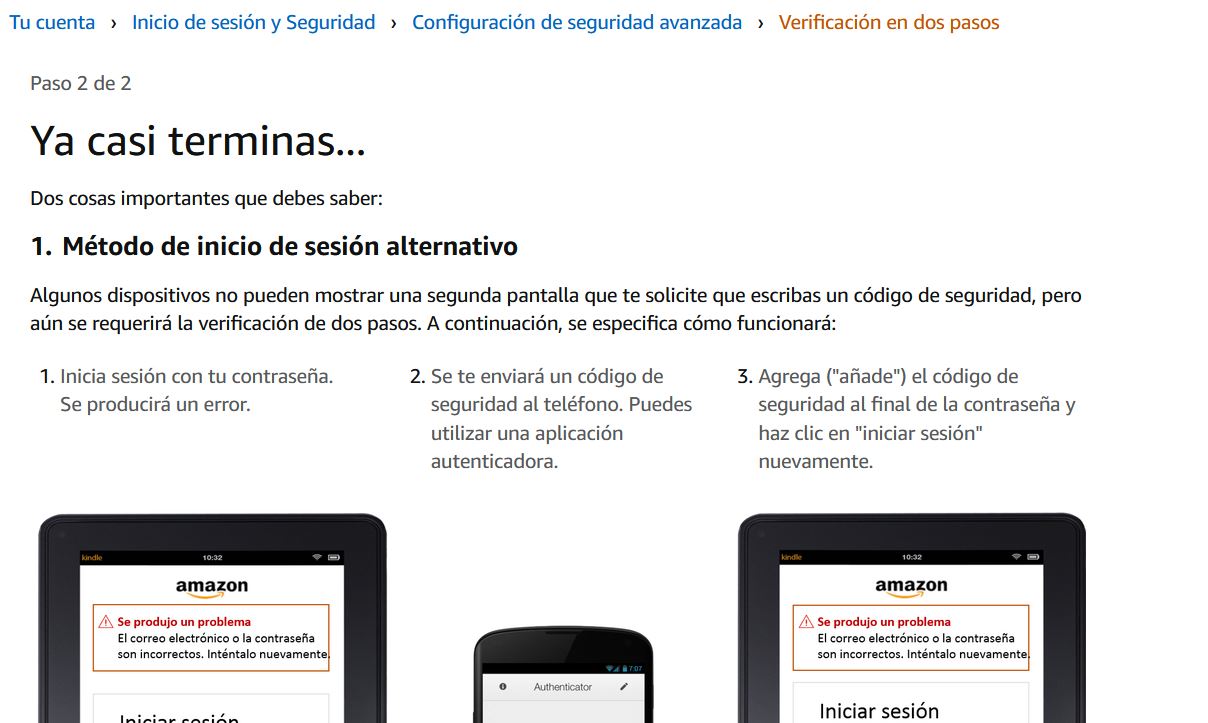 Tu cuenta › Inicio de sesión y Seguridad › Configuración de seguridad avanzada › Verificación en dos pasos
Paso 2 de 2
Ya casi terminas...
Dos cosas importantes que debes saber:
1. Método de inicio de sesión alternativo
Algunos dispositivos no pueden mostrar una segunda pantalla que te solicite que escribas un código de seguridad, pero
aún se requerirá la verificación de dos pasos. A continuación, se especifica cómo funcionará:
1. Inicia sesión con tu contraseña.
Se producirá un error.
2. Se te enviará un código de
seguridad al teléfono. Puedes
utilizar una aplicación
autenticadora.
3. Agrega ("añade") el código de
seguridad al final de la contraseña y
haz clic en "iniciar sesión"
nuevamente.
kindle 10:32
amazon
Se produjo un problema
El correo electrónico o la contraseña
son incorrectos. Inténtalo nuevamente.
Iniciar sesión
7:07
Authenticator
kindle 10:32
amazon
Se produjo un problema
El correo electrónico o la contraseña
son incorrectos. Inténtalo nuevamente.
Iniciar sesión